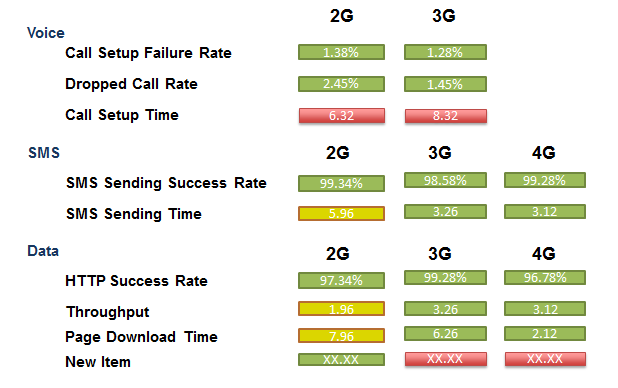 2G 3G
Voice
Call Setup Failure Rate 1.38% 1.28%
Dropped Call Rate 2.45% 1.45%
Call Setup Time 6.32 8.32
SMS 2G 3G 4G
SMS Sending Success Rate 99.34% 98.58% 99.28%
SMS Sending Time 5.96 3.26 3.12
Data 2G 3G 4G
HTTP Success Rate 97.34% 99.28% 96.78%
Throughput 1.96 3.26 3.12
Page Download Time 7.96 6.26 2.12
New Item XX.XX XX.XX XX.XX